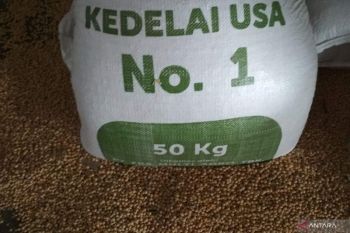 KEDELAI USA
No. 1
50 Kg
ANTARA